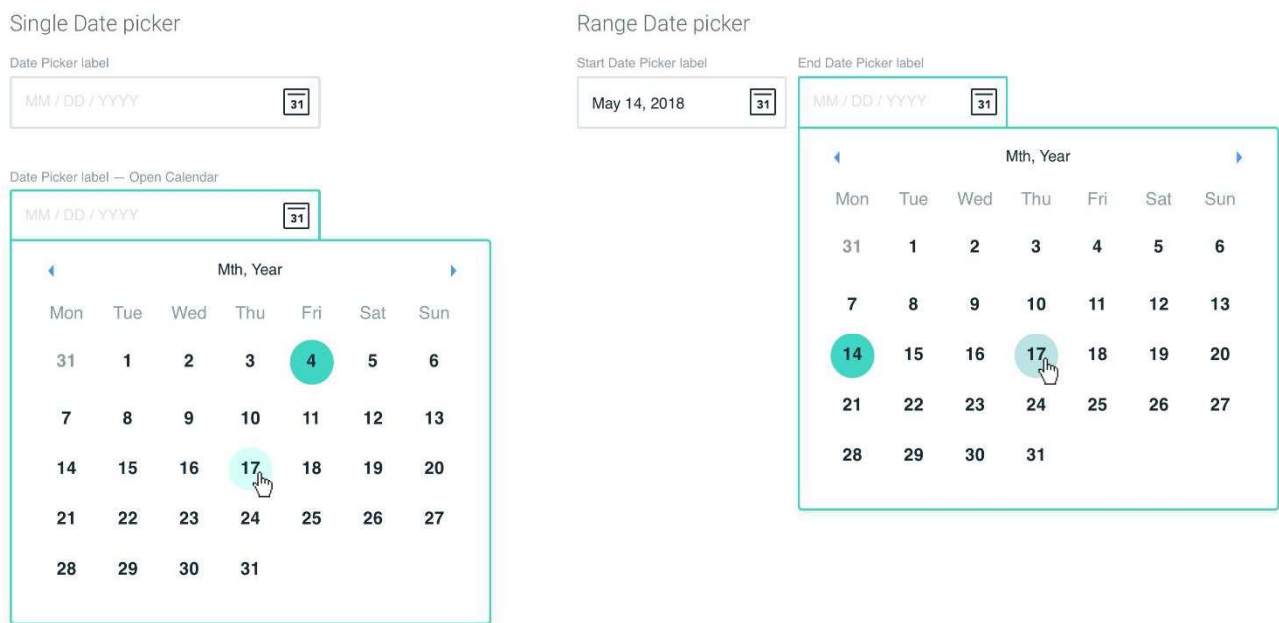 Single Date picker
Date Picker label
MM / DD / YYYY
31
Date Picker label — Open Calendar
MM / DD / YYYY
31
Mth, Year
Mon Tue Wed Thu Fri Sat Sun
31 1 2 3 4 5 6
7 8 9 10 11 12 13
14 15 16 17 18 19 20
21 22 23 24 25 26 27
28 29 30 31
Range Date picker
Start Date Picker label
May 14, 2018
31
End Date Picker label
MM / DD / YYYY
31
Mth, Year
Mon Tue Wed Thu Fri Sat Sun
31 1 2 3 4 5 6
7 8 9 10 11 12 13
14 15 16 17 18 19 20
21 22 23 24 25 26 27
28 29 30 31